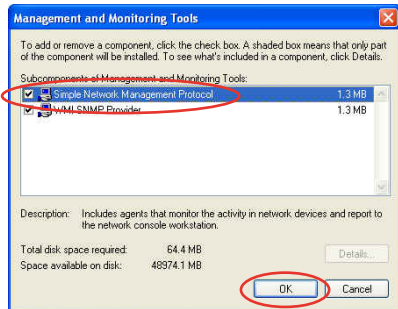 Management and Monitoring Tools
To add or remove a component, click the check box. A shaded box means that only part
of the component will be installed. To see what's included in a component, click Details.
Subcomponents of Management and Monitoring Tools:
Simple Network Management Protocol 1.3 MB
WMI SNMP Provider 1.3 MB
Description: Includes agents that monitor the activity in network devices and report to
the network console workstation.
Total disk space required: 64.4 MB
Space available on disk: 48974.1 MB
Details...
OK Cancel